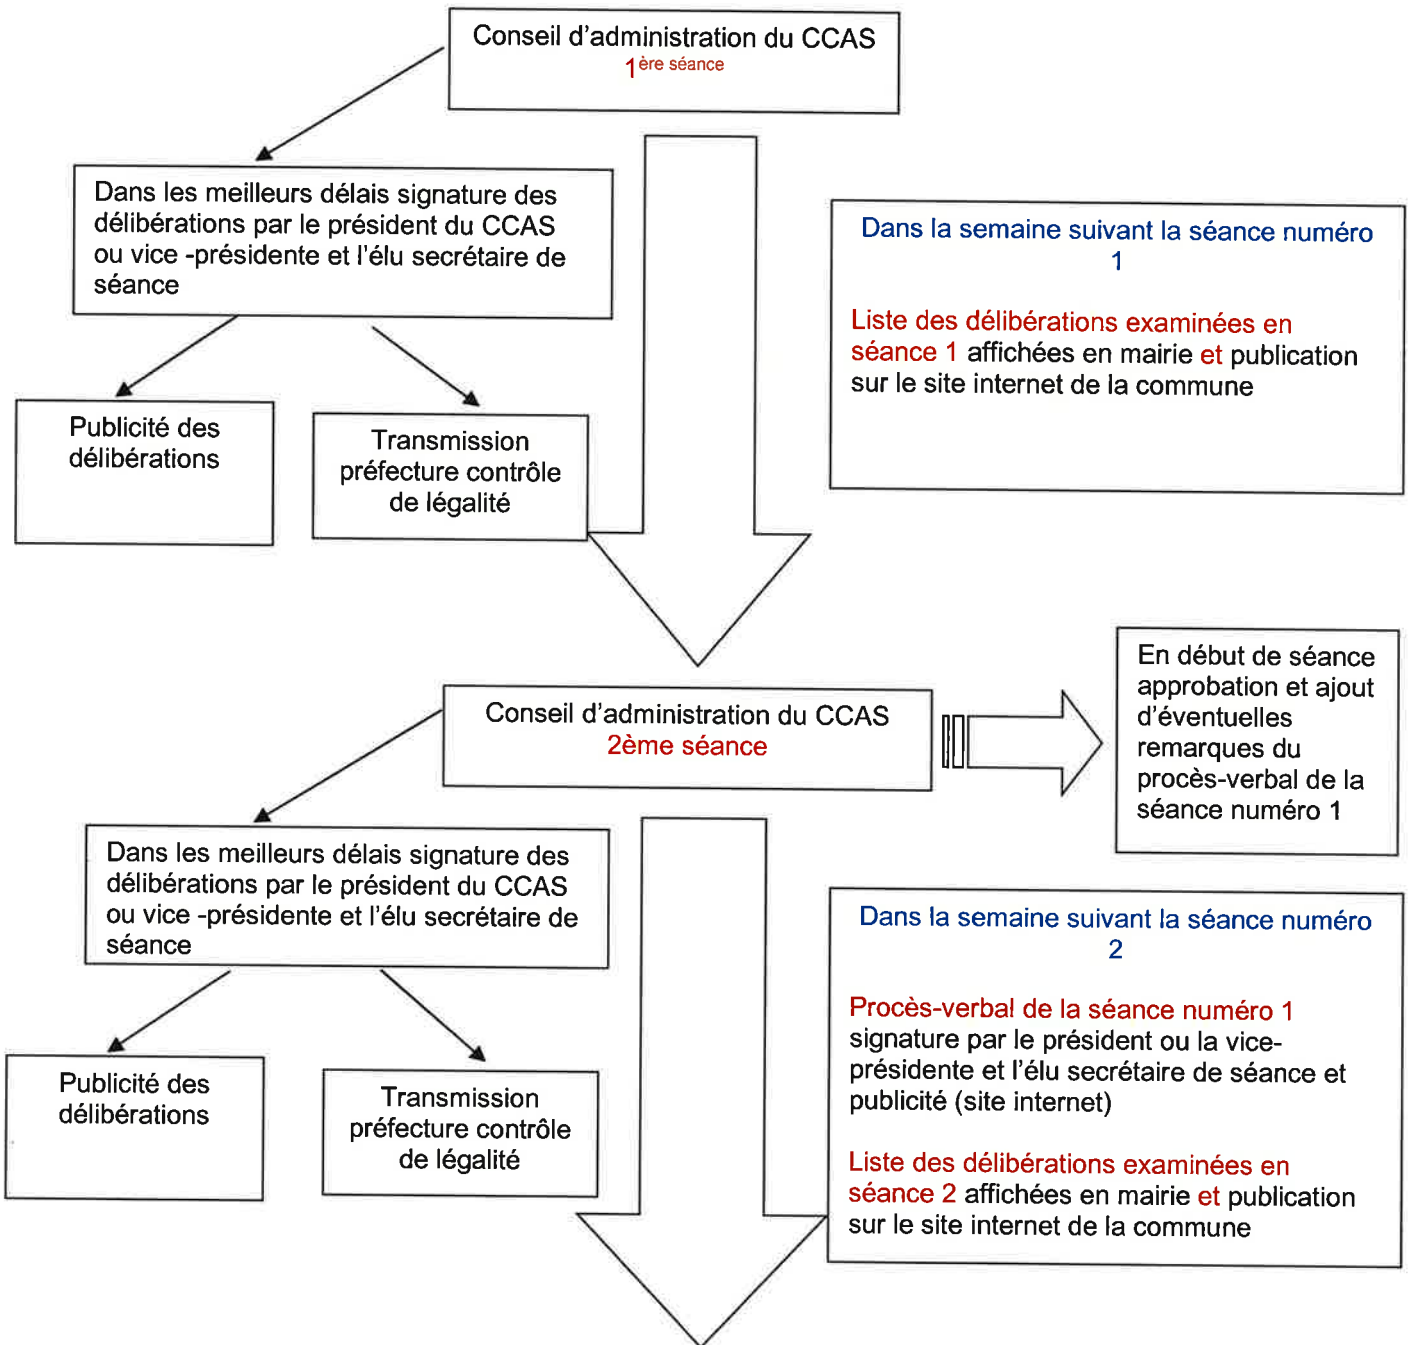 Conseil d'administration du CCAS
1ère séance
Dans les meilleurs délais signature des
délibérations par le président du CCAS
ou vice -présidente et l'élu secrétaire de
séance
Dans la semaine suivant la séance numéro
1
Liste des délibérations examinées en
séance 1 affichées en mairie et publication
sur le site internet de la commune
Publicité des
délibérations
Transmission
préfecture contrôle
de légalité
Conseil d'administration du CCAS
2ème séance
En début de séance
approbation et ajout
d'éventuelles
remarques du
procès-verbal de la
séance numéro 1
Dans les meilleurs délais signature des
délibérations par le président du CCAS
ou vice -présidente et l'élu secrétaire de
séance
Dans la semaine suivant la séance numéro
2
Procès-verbal de la séance numéro 1
signature par le président ou la vice-
présidente et l'élu secrétaire de séance et
publicité (site internet)
Liste des délibérations examinées en
séance 2 affichées en mairie et publication
sur le site internet de la commune
Publicité des
délibérations
Transmission
préfecture contrôle
de légalité